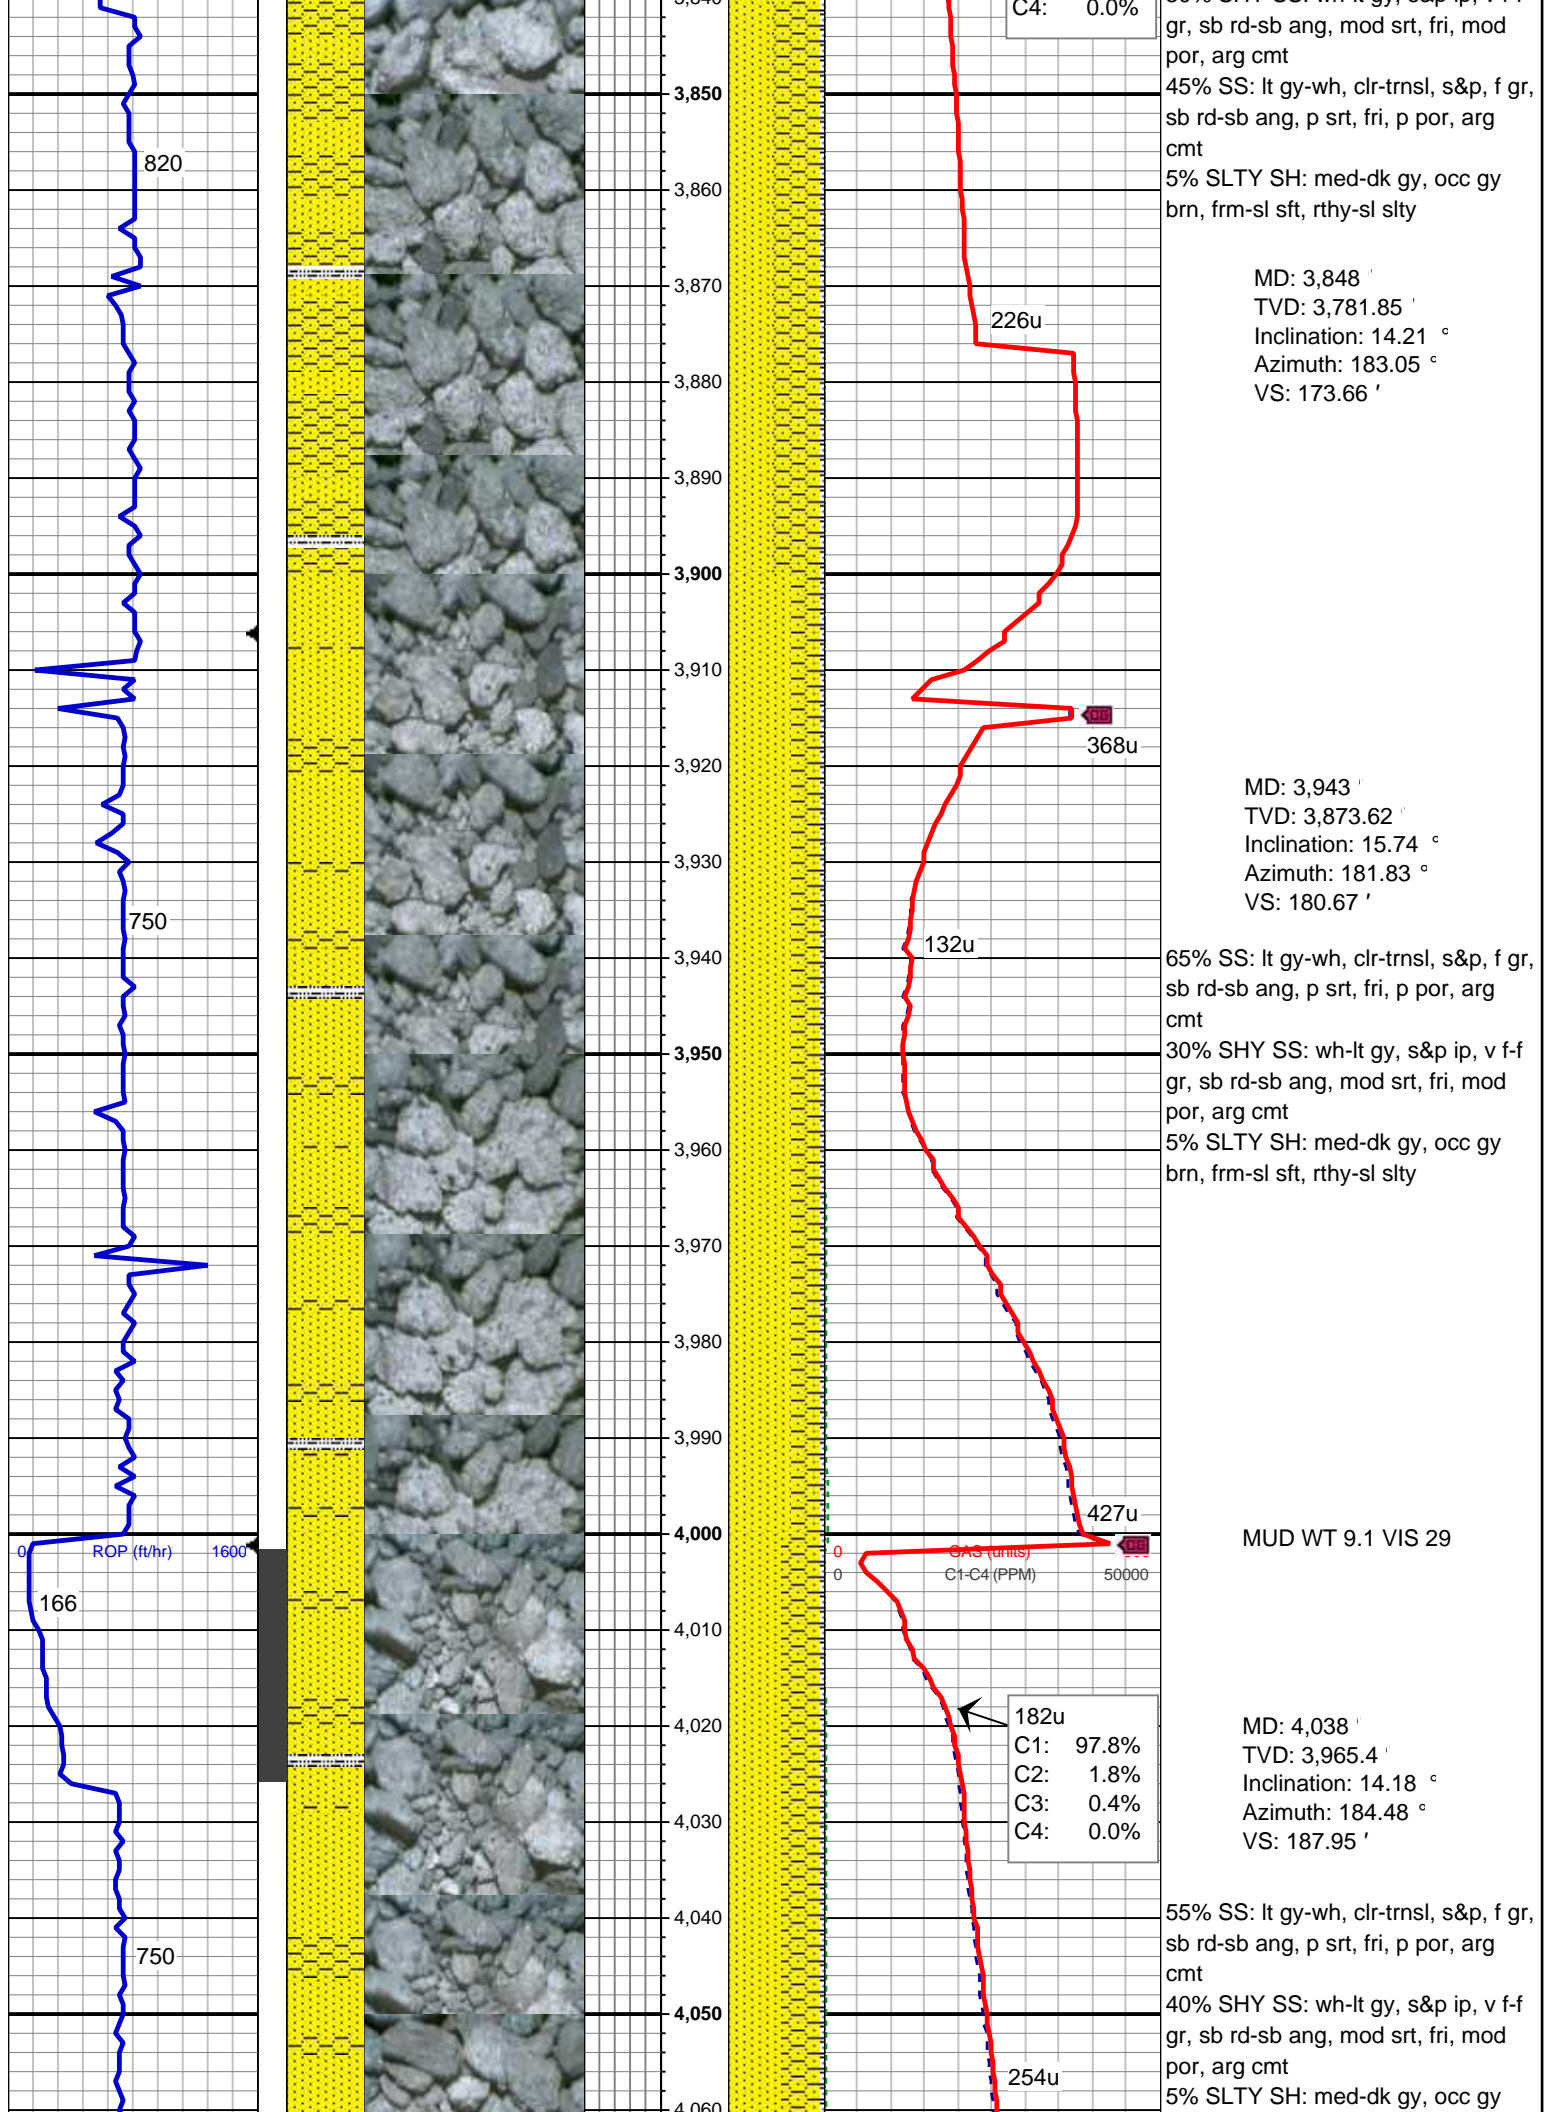 C4: 0.0%
gr, sb rd-sb ang, mod srt, fri, mod
por, arg cmt
45% SS: lt gy-wh, clr-trnsl, s&p, f gr,
sb rd-sb ang, p srt, fri, p por, arg
cmt
5% SLTY SH: med-dk gy, occ gy
brn, frm-sl sft, rthy-sl slty
3,850
820
3,860
3,870
MD: 3,848 '
TVD: 3,781.85 '
Inclination: 14.21 °
Azimuth: 183.05 °
VS: 173.66 '
226u
3,880
3,890
3,900
3,910
DG
368u
3,920
MD: 3,943 '
TVD: 3,873.62 '
Inclination: 15.74 °
Azimuth: 181.83 °
VS: 180.67 '
3,930
750
132u
3,940
65% SS: lt gy-wh, clr-trnsl, s&p, f gr,
sb rd-sb ang, p srt, fri, p por, arg
cmt
30% SHY SS: wh-lt gy, s&p ip, v f-f
gr, sb rd-sb ang, mod srt, fri, mod
por, arg cmt
5% SLTY SH: med-dk gy, occ gy
brn, frm-sl sft, rthy-sl slty
3,950
3,960
3,970
3,980
3,990
427u
4,000
MUD WT 9.1 VIS 29
0 ROP (ft/hr) 1600
0 GAS (units)
0 C1-C4 (PPM) 50000
166
4,010
182u
C1: 97.8%
C2: 1.8%
C3: 0.4%
C4: 0.0%
4,020
MD: 4,038 '
TVD: 3,965.4 '
Inclination: 14.18 °
Azimuth: 184.48 °
VS: 187.95 '
4,030
4,040
750
55% SS: lt gy-wh, clr-trnsl, s&p, f gr,
sb rd-sb ang, p srt, fri, p por, arg
cmt
40% SHY SS: wh-lt gy, s&p ip, v f-f
gr, sb rd-sb ang, mod srt, fri, mod
por, arg cmt
5% SLTY SH: med-dk gy, occ gy
4,050
254u
4,060